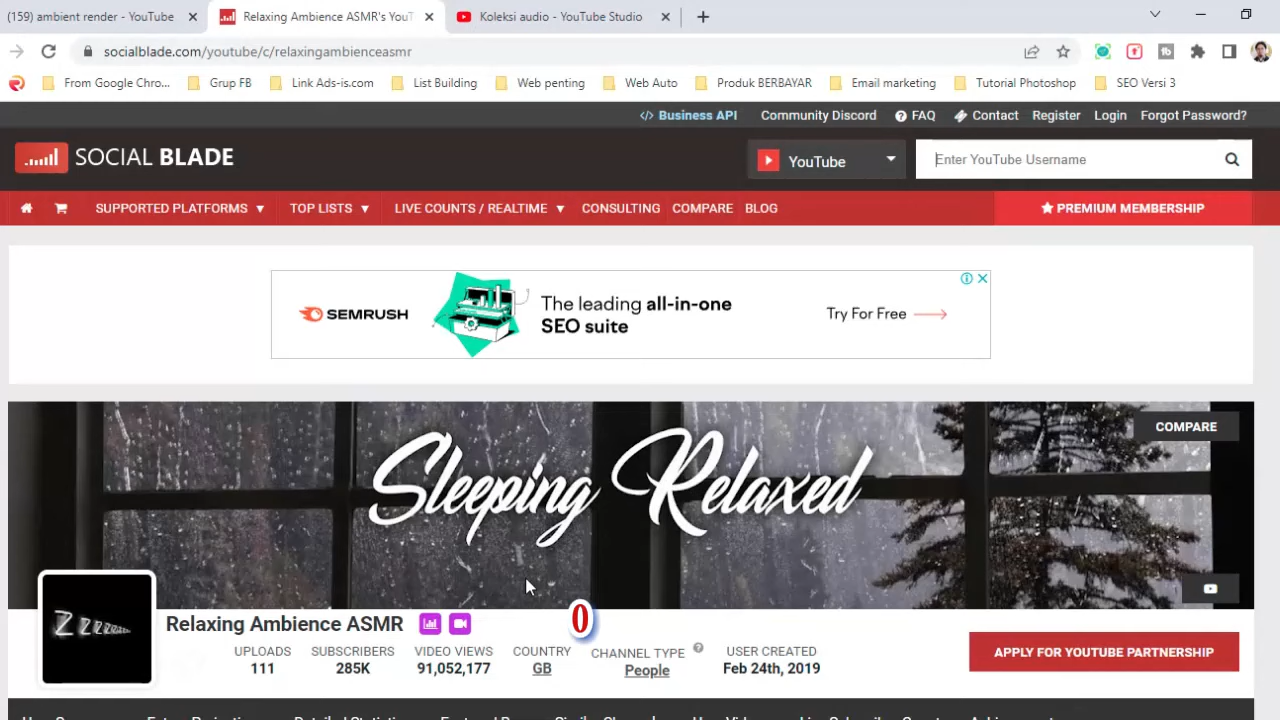 (159) ambient render - YouTube
Relaxing Ambience ASMR's YouT
Koleksi audio - YouTube Studio
socialblade.com/youtube/c/relaxingambienceasmr
From Google Chro...
Grup FB
Link Ads-is.com
List Building
Web penting
Web Auto
Produk BERBAYAR
Email marketing
Tutorial Photoshop
SEO Versi 3
</> Business API
Community Discord
FAQ
Contact
Register
Login
Forgot Password?
SOCIAL BLADE
YouTube
Enter YouTube Username
SUPPORTED PLATFORMS
TOP LISTS
LIVE COUNTS / REALTIME
CONSULTING
COMPARE
BLOG
PREMIUM MEMBERSHIP
SEMRUSH
The leading all-in-one
SEO suite
Try For Free
COMPARE
Sleeping Relaxed
Relaxing Ambience ASMR
0
UPLOADS
111
SUBSCRIBERS
285K
VIDEO VIEWS
91,052,177
COUNTRY
GB
CHANNEL TYPE
People
USER CREATED
Feb 24th, 2019
APPLY FOR YOUTUBE PARTNERSHIP